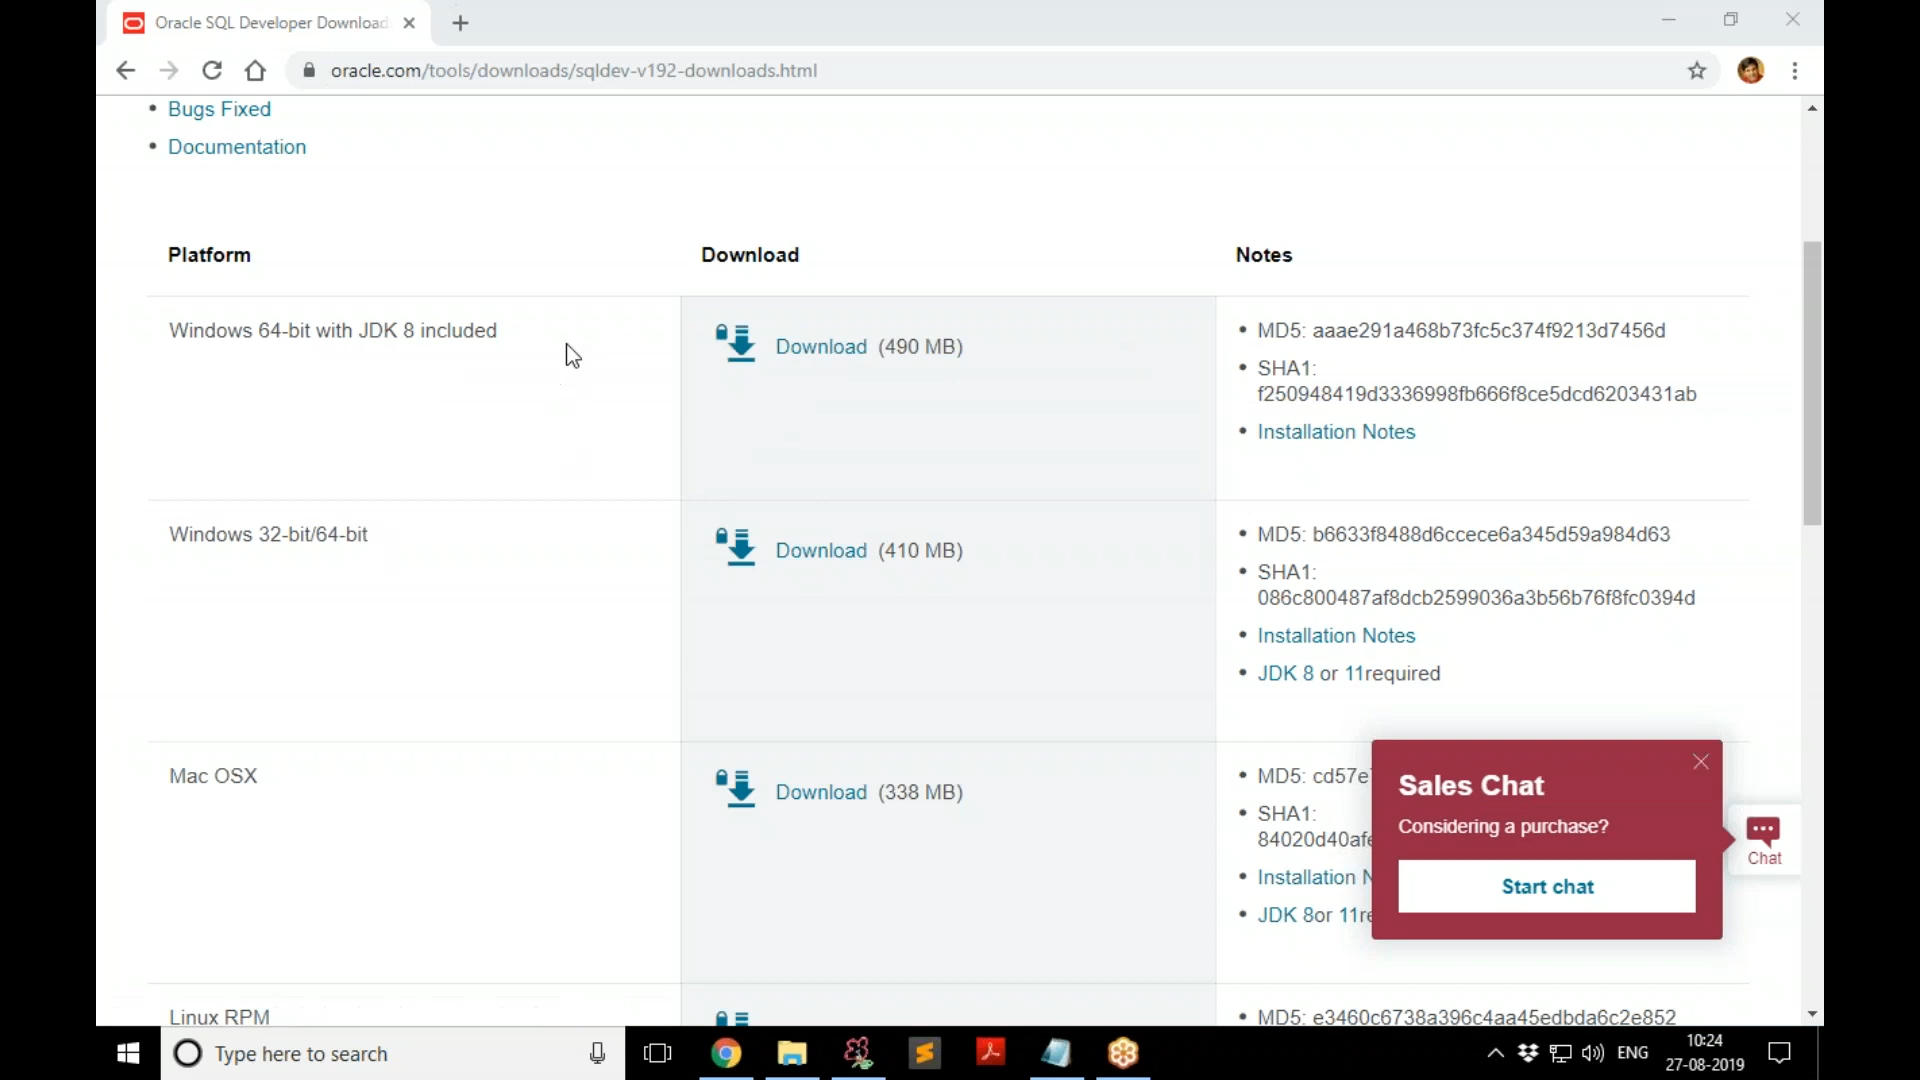 Oracle SQL Developer Download
oracle.com/tools/downloads/sqldev-v192-downloads.html
• Bugs Fixed
• Documentation
Platform Download Notes
Windows 64-bit with JDK 8 included
Download (490 MB)
• MD5: aaae291a468b73fc5c374f9213d7456d
• SHA1:
f250948419d3336998fb666f8ce5dcd6203431ab
• Installation Notes
Windows 32-bit/64-bit
Download (410 MB)
• MD5: b6633f8488d6ccece6a345d59a984d63
• SHA1:
086c800487af8dcb2599036a3b56b76f8fc0394d
• Installation Notes
• JDK 8 or 11required
Mac OSX
Download (338 MB)
• MD5: cd57e
• SHA1:
84020d40af
• Installation N
• JDK 8or 11re
Sales Chat
Considering a purchase?
Start chat
Chat
Linux RPM
• MD5: e3460c6738a396c4aa45edbda6c2e852
Type here to search
ENG
10:24
27-08-2019